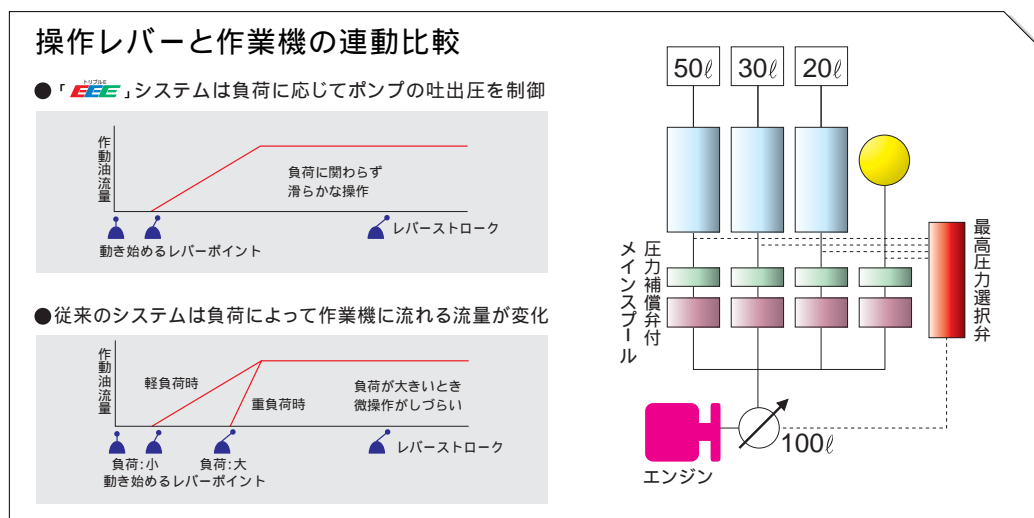 操作レバーと作業機の連動比較
●「トリプルE EEE」システムは負荷に応じてポンプの吐出圧を制御
作動油流量
負荷に関わらず
滑らかな操作
レバーストローク
動き始めるレバーポイント
●従来のシステムは負荷によって作業機に流れる流量が変化
作動油流量
軽負荷時
重負荷時
負荷が大きいとき
微操作がしづらい
レバーストローク
負荷:小 負荷:大
動き始めるレバーポイント
50ℓ 30ℓ 20ℓ
圧力補償弁付
メインスプール
最高圧力選択弁
100ℓ
エンジン